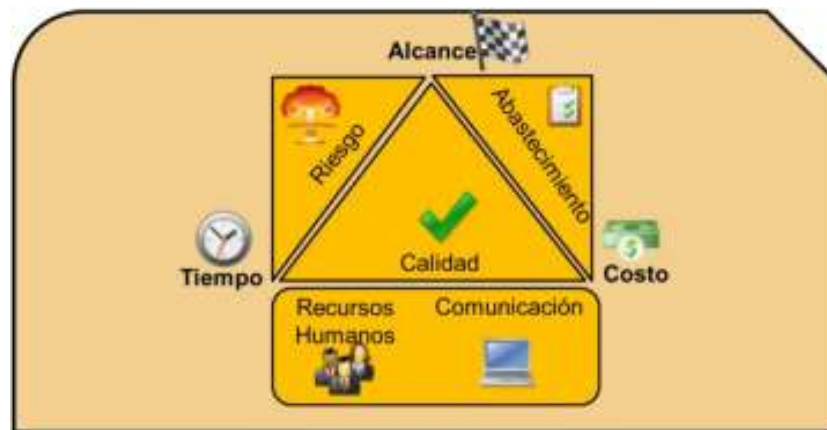 Alcance
Riesgo
Abastecimiento
Calidad
Tiempo
Costo
Recursos
Humanos
Comunicación